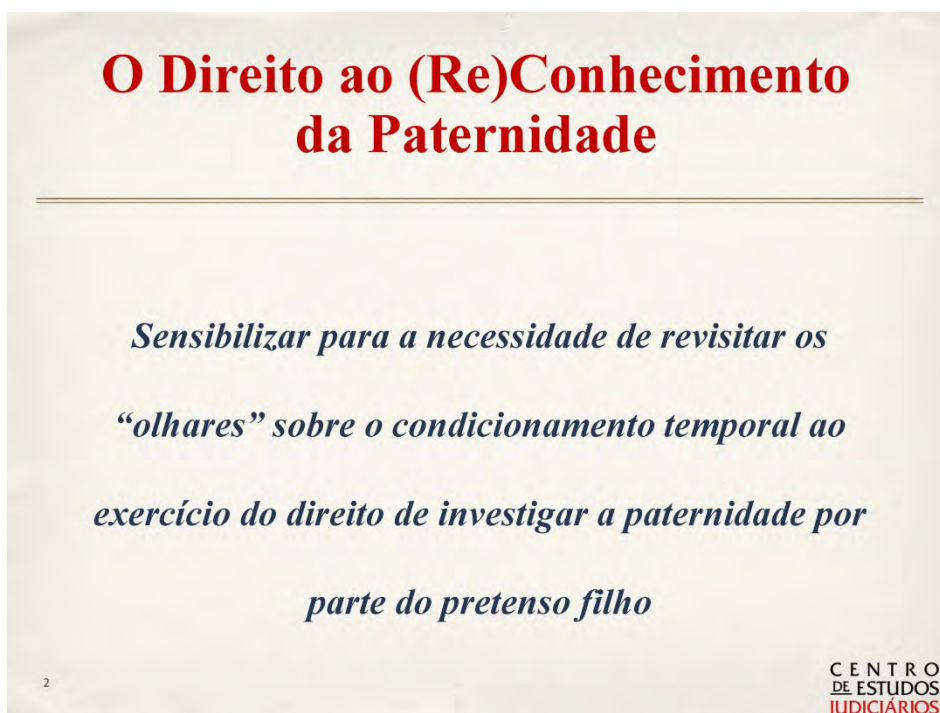 O Direito ao (Re)Conhecimento
da Paternidade
Sensibilizar para a necessidade de revisitar os
“olhares” sobre o condicionamento temporal ao
exercício do direito de investigar a paternidade por
parte do pretenso filho
2
CENTRO
DE ESTUDOS
JUDICIÁRIOS